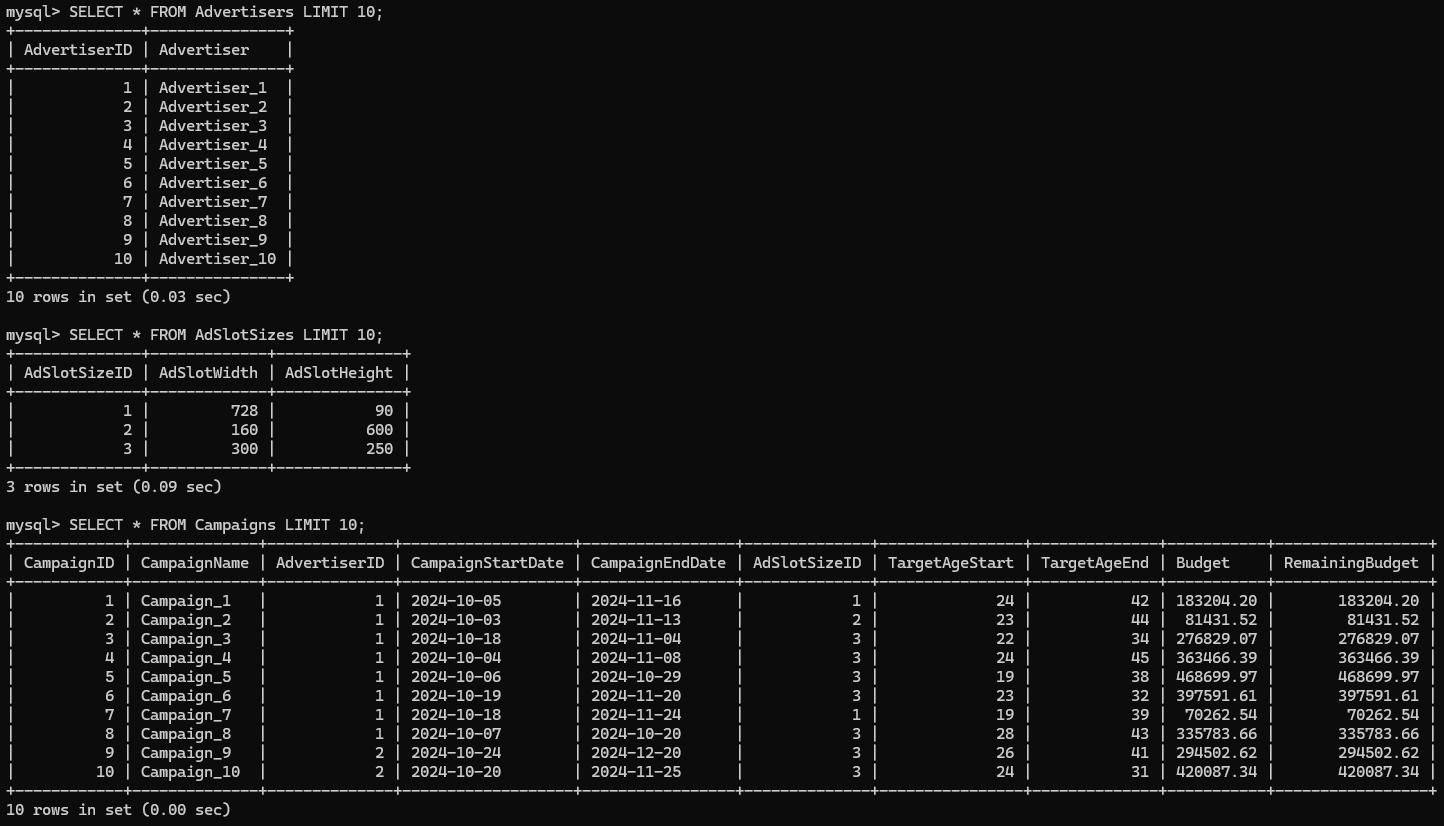 mysql> SELECT * FROM Advertisers LIMIT 10;
+--------------+---------------+
| AdvertiserID | Advertiser    |
+--------------+---------------+
|            1 | Advertiser_1  |
|            2 | Advertiser_2  |
|            3 | Advertiser_3  |
|            4 | Advertiser_4  |
|            5 | Advertiser_5  |
|            6 | Advertiser_6  |
|            7 | Advertiser_7  |
|            8 | Advertiser_8  |
|            9 | Advertiser_9  |
|           10 | Advertiser_10 |
+--------------+---------------+
10 rows in set (0.03 sec)

mysql> SELECT * FROM AdSlotSizes LIMIT 10;
+--------------+-------------+--------------+
| AdSlotSizeID | AdSlotWidth | AdSlotHeight |
+--------------+-------------+--------------+
|            1 |         728 |           90 |
|            2 |         160 |          600 |
|            3 |         300 |          250 |
+--------------+-------------+--------------+
3 rows in set (0.09 sec)

mysql> SELECT * FROM Campaigns LIMIT 10;
+------------+--------------+--------------+-------------------+-----------------+--------------+----------------+--------------+-----------+-----------------+
| CampaignID | CampaignName | AdvertiserID | CampaignStartDate | CampaignEndDate | AdSlotSizeID | TargetAgeStart | TargetAgeEnd | Budget    | RemainingBudget |
+------------+--------------+--------------+-------------------+-----------------+--------------+----------------+--------------+-----------+-----------------+
|          1 | Campaign_1   |            1 | 2024-10-05        | 2024-11-16      |            1 |             24 |           42 | 183204.20 |       183204.20 |
|          2 | Campaign_2   |            1 | 2024-10-03        | 2024-11-13      |            2 |             23 |           44 |  81431.52 |        81431.52 |
|          3 | Campaign_3   |            1 | 2024-10-18        | 2024-11-04      |            3 |             22 |           34 | 276829.07 |       276829.07 |
|          4 | Campaign_4   |            1 | 2024-10-04        | 2024-11-08      |            3 |             24 |           45 | 363466.39 |       363466.39 |
|          5 | Campaign_5   |            1 | 2024-10-06        | 2024-10-29      |            3 |             19 |           38 | 468699.97 |       468699.97 |
|          6 | Campaign_6   |            1 | 2024-10-19        | 2024-11-20      |            3 |             23 |           32 | 397591.61 |       397591.61 |
|          7 | Campaign_7   |            1 | 2024-10-18        | 2024-11-24      |            1 |             19 |           39 |  70262.54 |        70262.54 |
|          8 | Campaign_8   |            1 | 2024-10-07        | 2024-10-20      |            3 |             28 |           43 | 335783.66 |       335783.66 |
|          9 | Campaign_9   |            2 | 2024-10-24        | 2024-12-20      |            3 |             26 |           41 | 294502.62 |       294502.62 |
|         10 | Campaign_10  |            2 | 2024-10-20        | 2024-11-25      |            3 |             24 |           31 | 420087.34 |       420087.34 |
+------------+--------------+--------------+-------------------+-----------------+--------------+----------------+--------------+-----------+-----------------+
10 rows in set (0.00 sec)